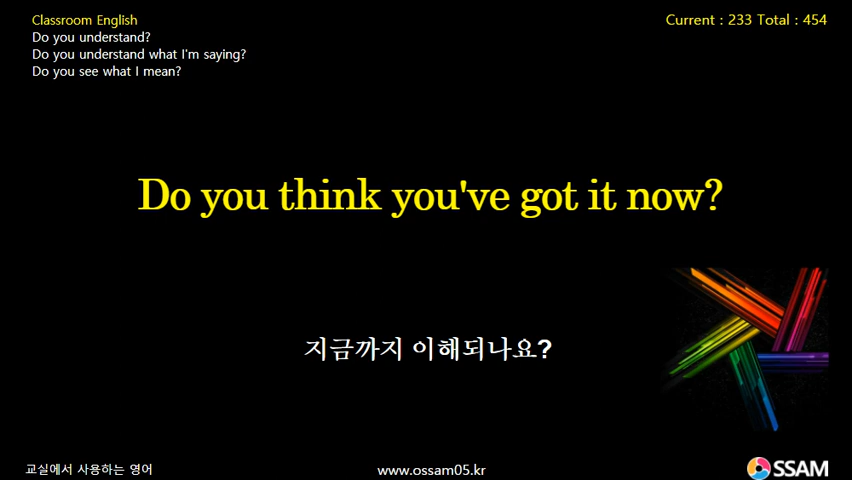 Classroom English
Current : 233 Total : 454
Do you understand?
Do you understand what I'm saying?
Do you see what I mean?
Do you think you've got it now?
지금까지 이해되나요?
교실에서 사용하는 영어
www.ossam05.kr
OSSAM